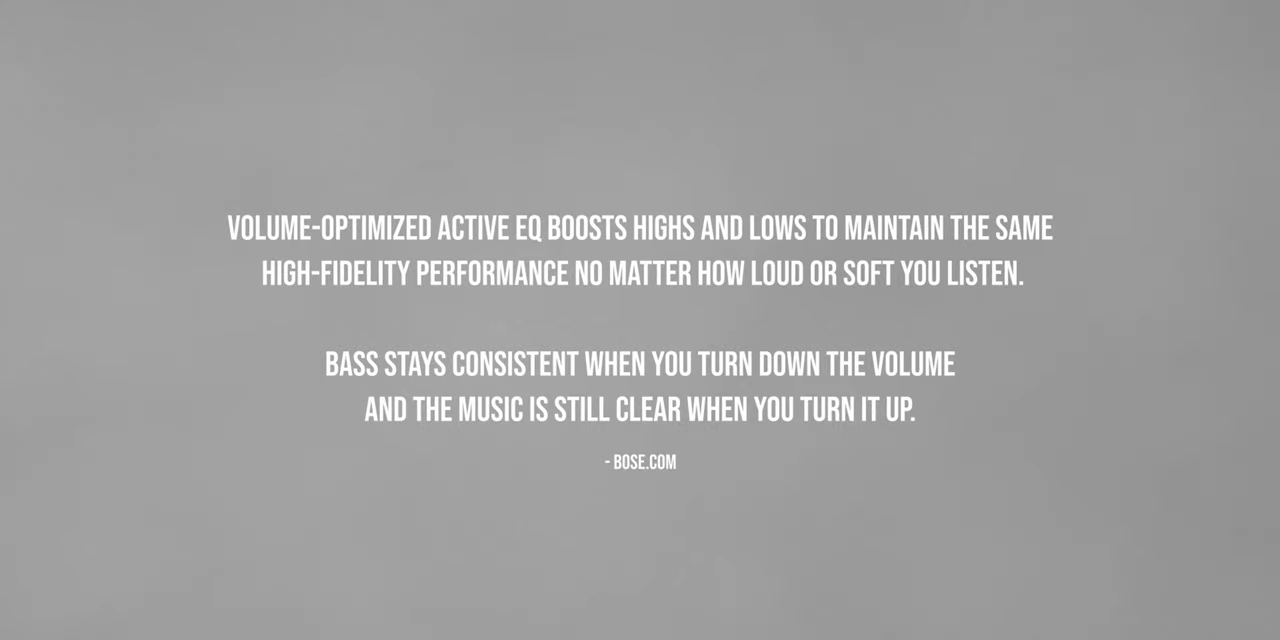 VOLUME-OPTIMIZED ACTIVE EQ BOOSTS HIGHS AND LOWS TO MAINTAIN THE SAME
HIGH-FIDELITY PERFORMANCE NO MATTER HOW LOUD OR SOFT YOU LISTEN.
BASS STAYS CONSISTENT WHEN YOU TURN DOWN THE VOLUME
AND THE MUSIC IS STILL CLEAR WHEN YOU TURN IT UP.
- BOSE.COM